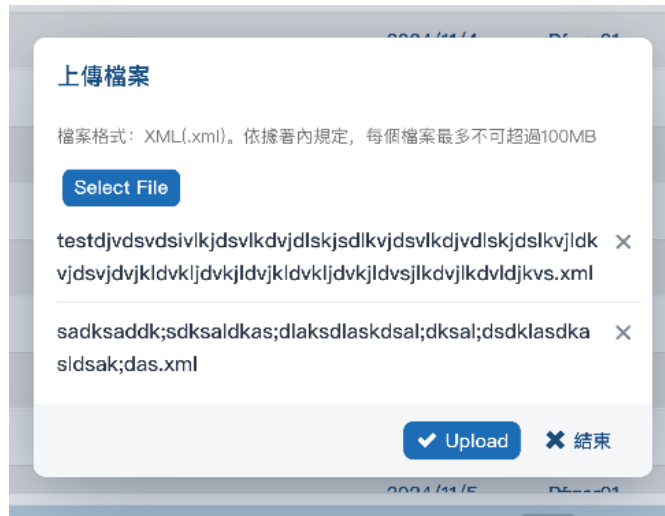 上傳檔案
檔案格式：XML(.xml)。依據署內規定，每個檔案最多不可超過100MB
Select File
testdjvdsvdsivlkjdsvlkdvjdlskjsdlkvjdsvlkdjvdlskjdslkvjldk
vjdsvjdvjkldvkljdvkjldvjkldvkljdvkjldvsjlkdvjlkdvldjkvs.xml
sadksaddk;sdksaldkas;dlaksdlaskdsal;dksal;dsdklasdka
sldsak;das.xml
Upload
結束